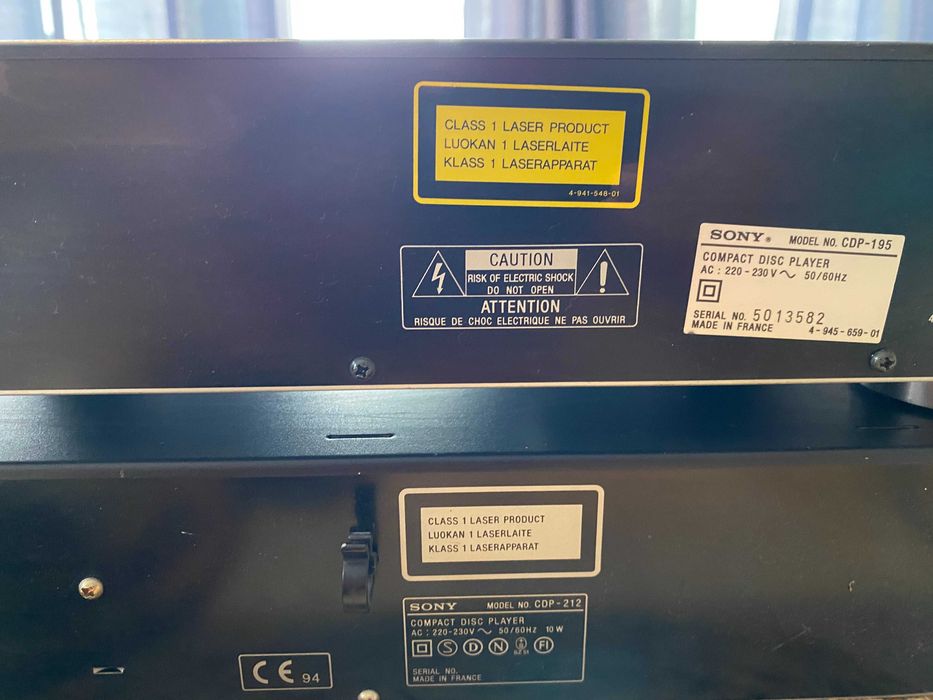 CLASS 1 LASER PRODUCT
LUOKAN 1 LASERLAITE
KLASS 1 LASERAPPARAT
4-941-548-01
CAUTION
RISK OF ELECTRIC SHOCK
DO NOT OPEN
ATTENTION
RISQUE DE CHOC ELECTRIQUE NE PAS OUVRIR
SONY® MODEL NO. CDP-195
COMPACT DISC PLAYER
AC : 220 - 230 V ~ 50/60HZ
SERIAL NO. 5013582
MADE IN FRANCE 4-945-659-01
CLASS 1 LASER PRODUCT
LUOKAN 1 LASERLAITE
KLASS 1 LASERAPPARAT
SONY MODEL NO. CDP-212
COMPACT DISC PLAYER
AC : 220-230V ~ 50/60HZ 10 W
S D N FI
SERIAL NO.
MADE IN FRANCE
CE 94